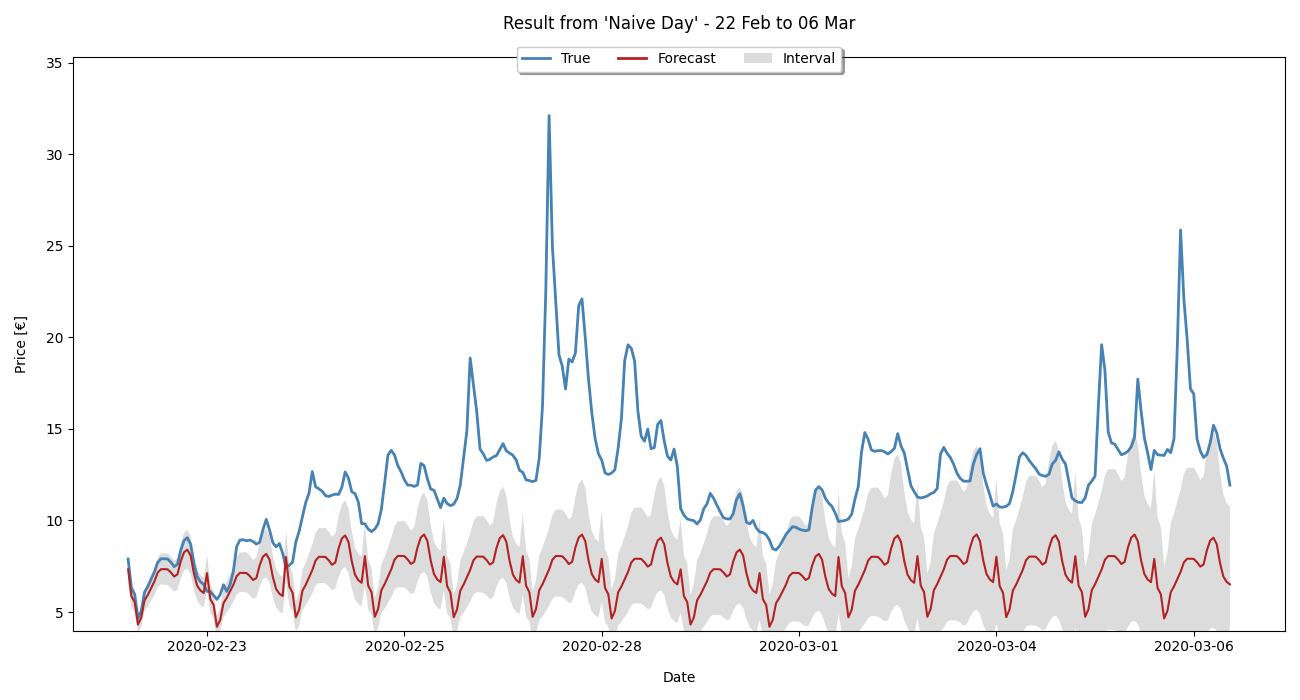 Result from 'Naive Day' - 22 Feb to 06 Mar
True Forecast Interval
35
30
25
20
15
10
5
Price [€]
2020-02-23 2020-02-25 2020-02-28 2020-03-01 2020-03-04 2020-03-06
Date